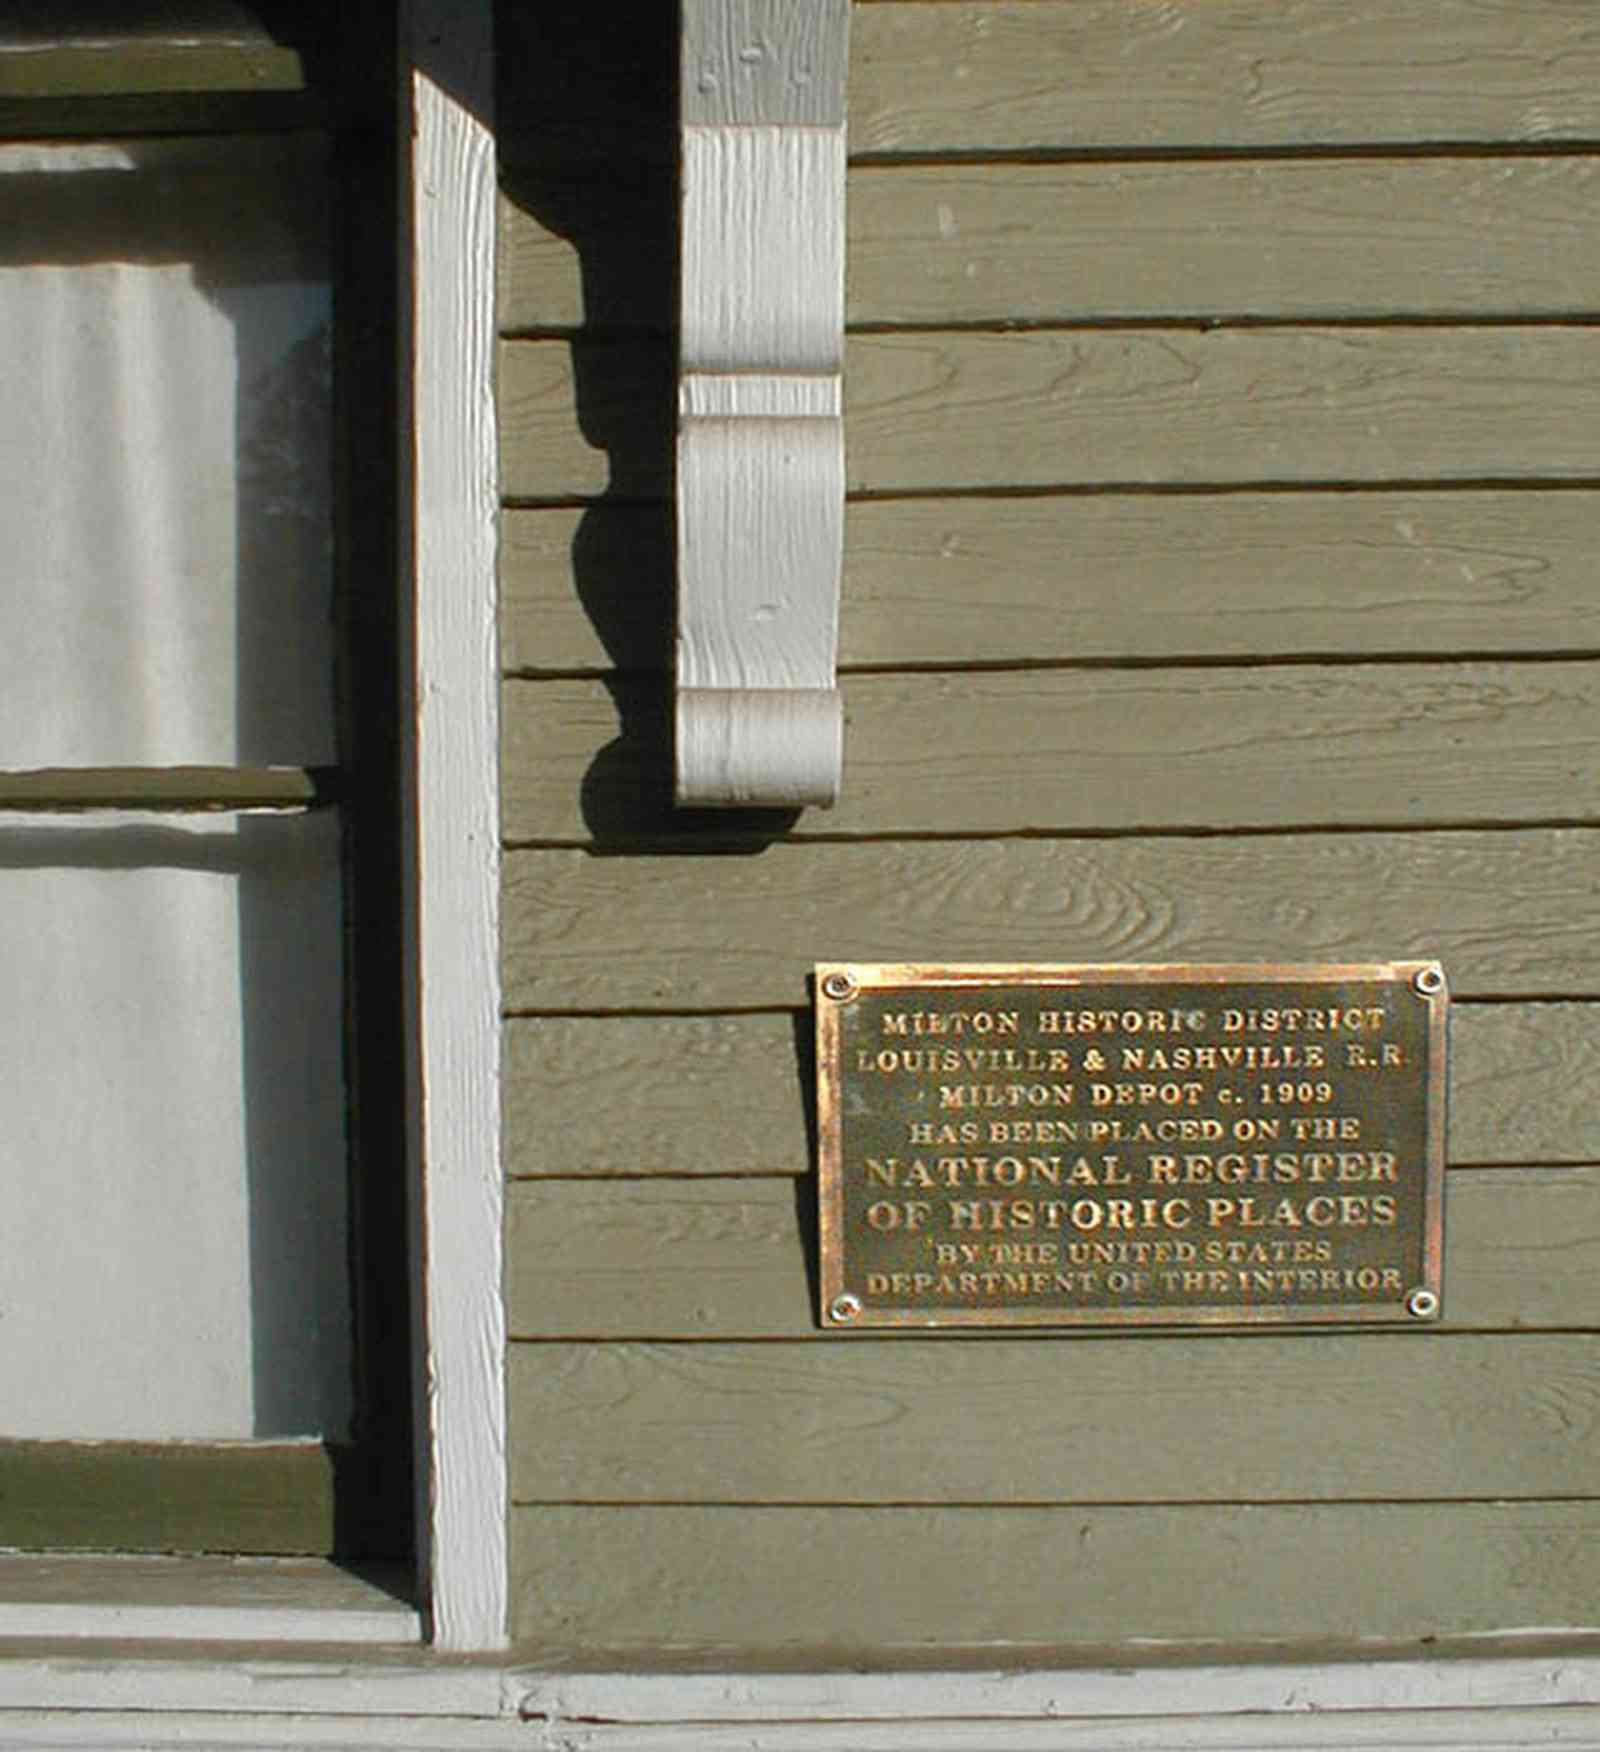 MILTON HISTORIC DISTRICT
LOUISVILLE & NASHVILLE R.R.
MILTON DEPOT c. 1909
HAS BEEN PLACED ON THE
NATIONAL REGISTER
OF HISTORIC PLACES
BY THE UNITED STATES
DEPARTMENT OF THE INTERIOR